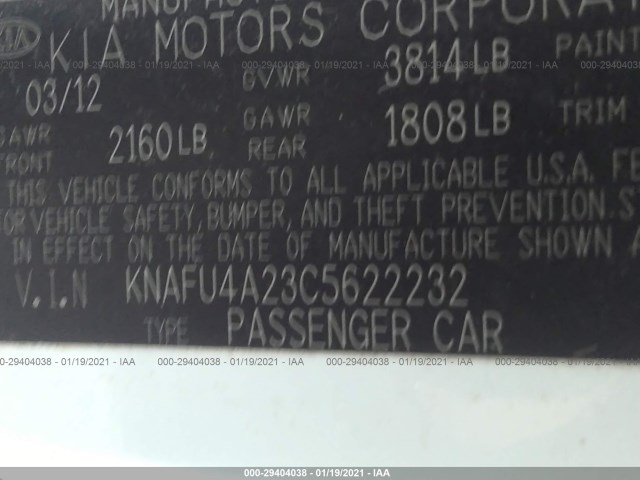 KIA MOTORS CORPORAT
03/12 GVWR 3814LB PAINT
GAWR FRONT 2160LB GAWR REAR 1808LB TRIM
THIS VEHICLE CONFORMS TO ALL APPLICABLE U.S.A. FE
VEHICLE SAFETY, BUMPER, AND THEFT PREVENTION S
IN EFFECT ON THE DATE OF MANUFACTURE SHOWN A
V.I.N KNAFU4A23C5622232
TYPE PASSENGER CAR
000-29404038 - 01/19/2021 - IAA